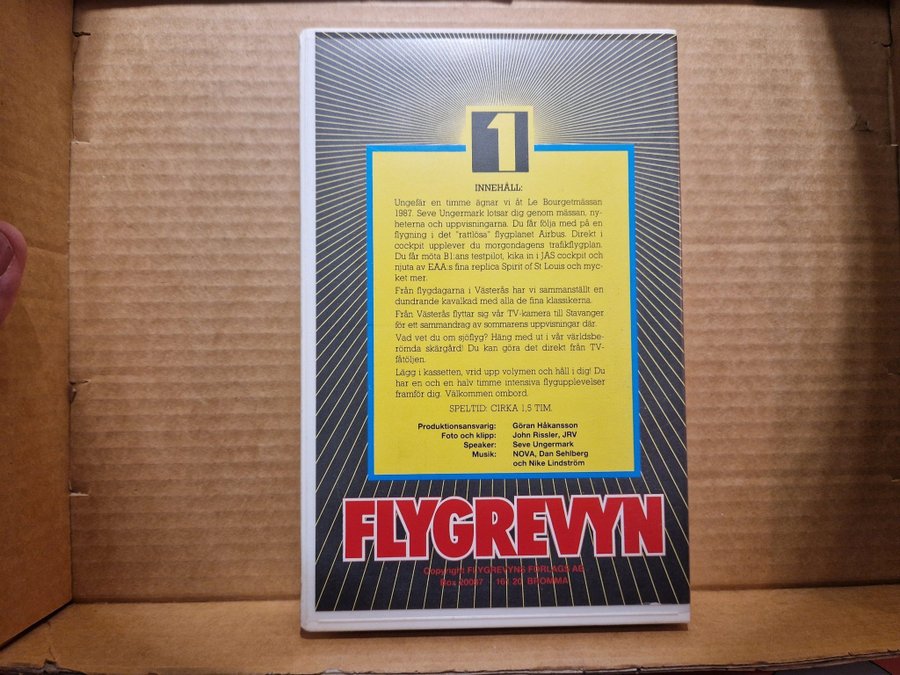 1
INNEHÅLL:
Ungefär en timme ägnar vi åt Le Bourgetmässan
1987. Seve Ungermark lotsar dig genom mässan, ny-
heterna och uppvisningarna. Du får följa med på en
flygning i det "rattlösa" flygplanet Airbus. Direkt i
cockpit upplever du morgondagens trafikflygplan.
Du får möta B1:ans testpilot, kika in i JAS cockpit och
njuta av EAA:s fina replica Spirit of St Louis och myc-
ket mer.
Från flygdagarna i Västerås har vi sammanställt en
dundrande kavalkad med alla de fina klassikerna.
Från Västerås flyttar sig vår TV-kamera till Stavanger
för ett sammandrag av sommarens uppvisningar där.
Vad vet du om sjöflyg? Häng med ut i vår världsbe-
römda skärgård! Du kan göra det direkt från TV-
fåtöljen.
Lägg i kassetten, vrid upp volymen och håll i dig! Du
har en och en halv timme intensiva flygupplevelser
framför dig. Välkommen ombord.
SPELTID: CIRKA 1,5 TIM.
Produktionsansvarig: Göran Håkansson
Foto och klipp: John Rissler, JRV
Speaker: Seve Ungermark
Musik: NOVA, Dan Sehlberg
och Nike Lindström
FLYGREVYN
Copyright FLYGREVYNS FÖRLAGS AB
Box 20087 161 20 BROMMA